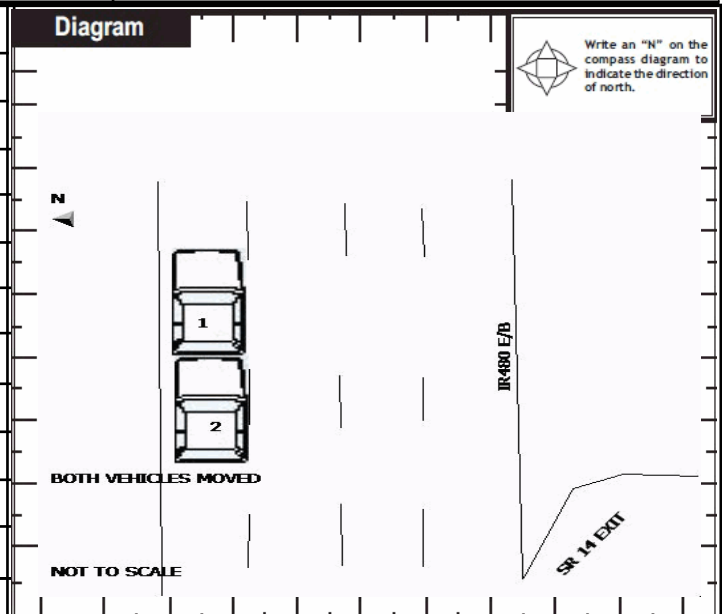 Diagram
Write an “N” on the
compass diagram to
indicate the direction
of north.
N
1
IR480 E/B
2
BOTH VEHICLES MOVED
SR 14 EXIT
NOT TO SCALE